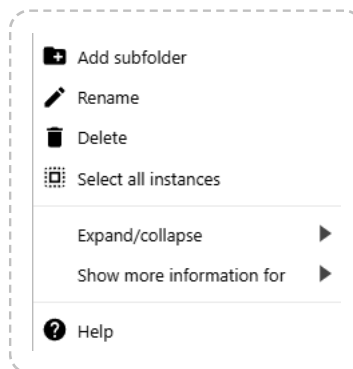 Add subfolder
Rename
Delete
Select all instances
Expand/collapse
Show more information for
Help